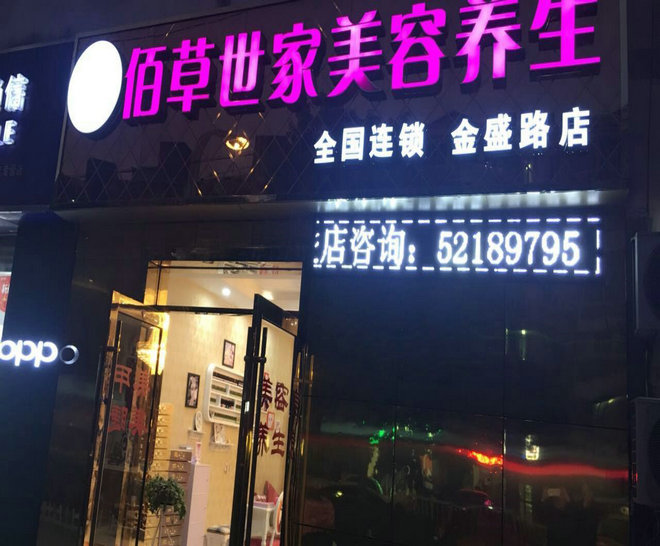 佰草世家美容养生
全国连锁 金盛路店
店咨询：52189795
oppo
美容
养生